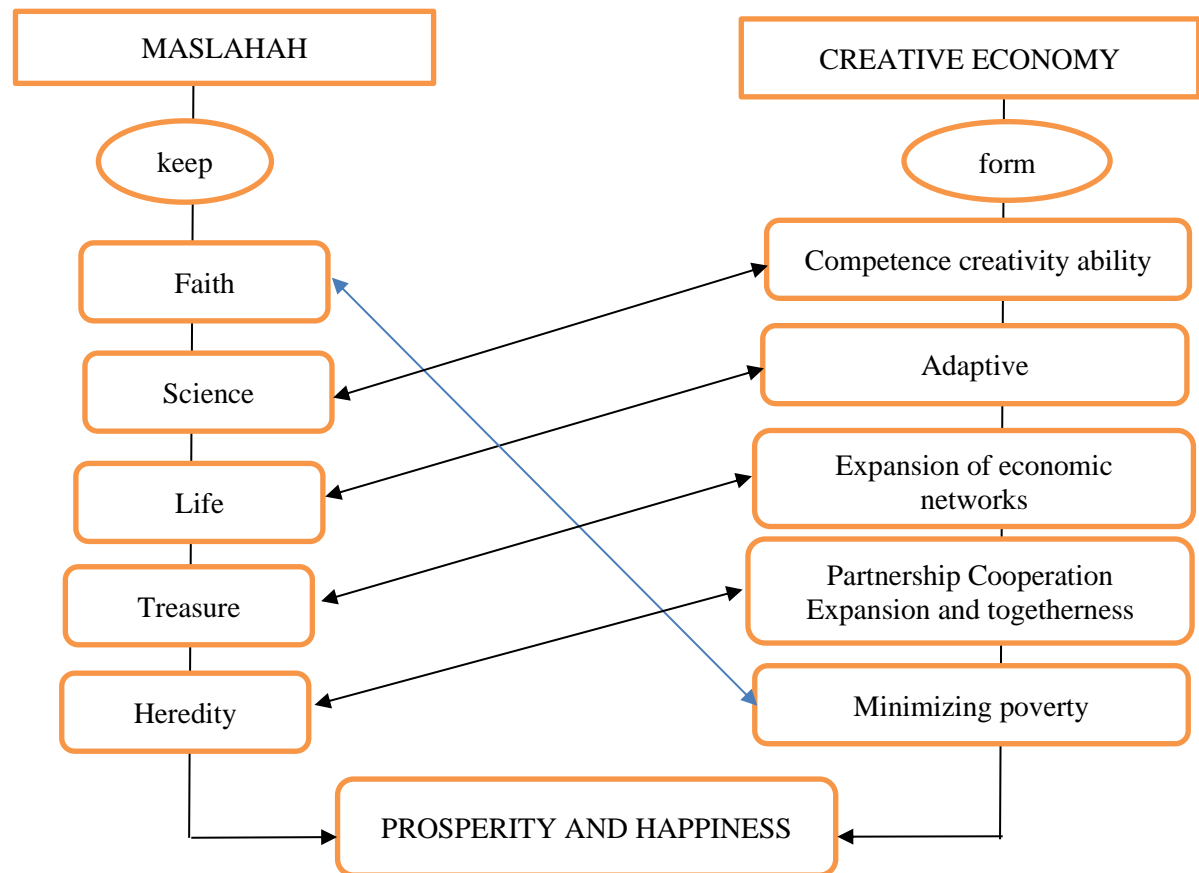 MASLAHAH
keep
Faith
Science
Life
Treasure
Heredity
CREATIVE ECONOMY
form
Competence creativity ability
Adaptive
Expansion of economic
networks
Partnership Cooperation
Expansion and togetherness
Minimizing poverty
PROSPERITY AND HAPPINESS